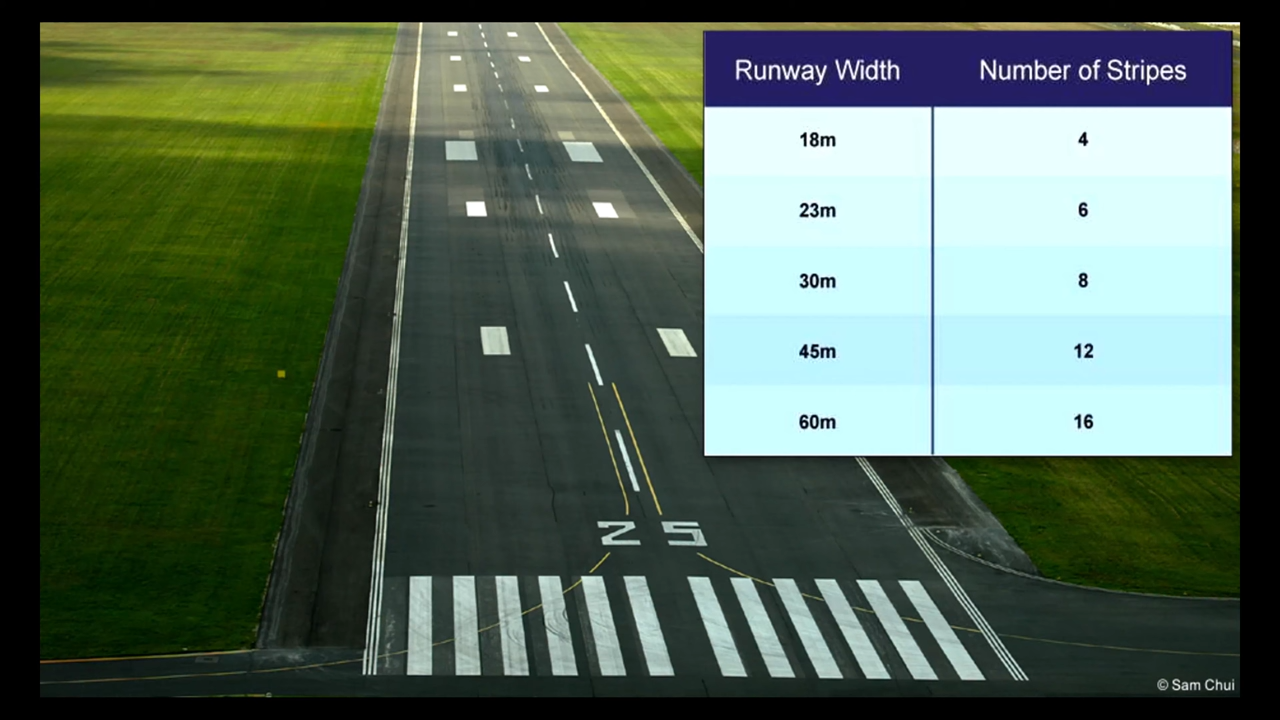 Runway Width Number of Stripes
18m 4
23m 6
30m 8
45m 12
60m 16
25
© Sam Chui